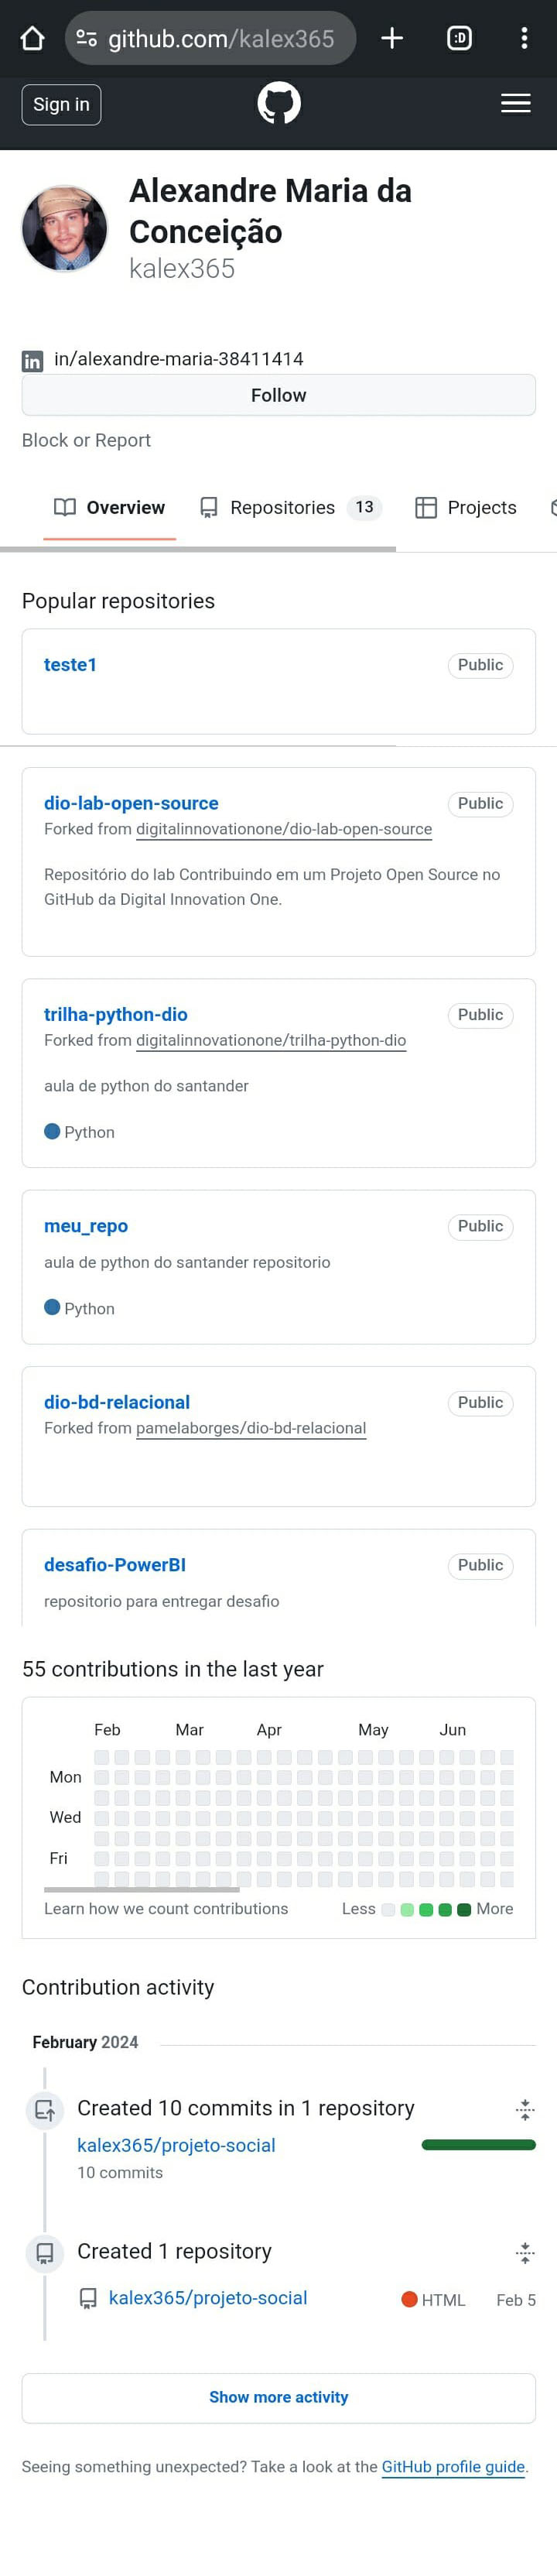 github.com/kalex365
:D
Sign in
Alexandre Maria da
Conceição
kalex365
in
in/alexandre-maria-38411414
Follow
Block or Report
Overview
Repositories 13
Projects
Popular repositories
teste1 Public
dio-lab-open-source Public
Forked from digitalinnovationone/dio-lab-open-source
Repositório do lab Contribuindo em um Projeto Open Source no
GitHub da Digital Innovation One.
trilha-python-dio Public
Forked from digitalinnovationone/trilha-python-dio
aula de python do santander
Python
meu_repo Public
aula de python do santander repositorio
Python
dio-bd-relacional Public
Forked from pamelaborges/dio-bd-relacional
desafio-PowerBI Public
repositorio para entregar desafio
55 contributions in the last year
Feb Mar Apr May Jun
Mon
Wed
Fri
Learn how we count contributions Less More
Contribution activity
February 2024
Created 10 commits in 1 repository
kalex365/projeto-social
10 commits
Created 1 repository
kalex365/projeto-social HTML Feb 5
Show more activity
Seeing something unexpected? Take a look at the GitHub profile guide.